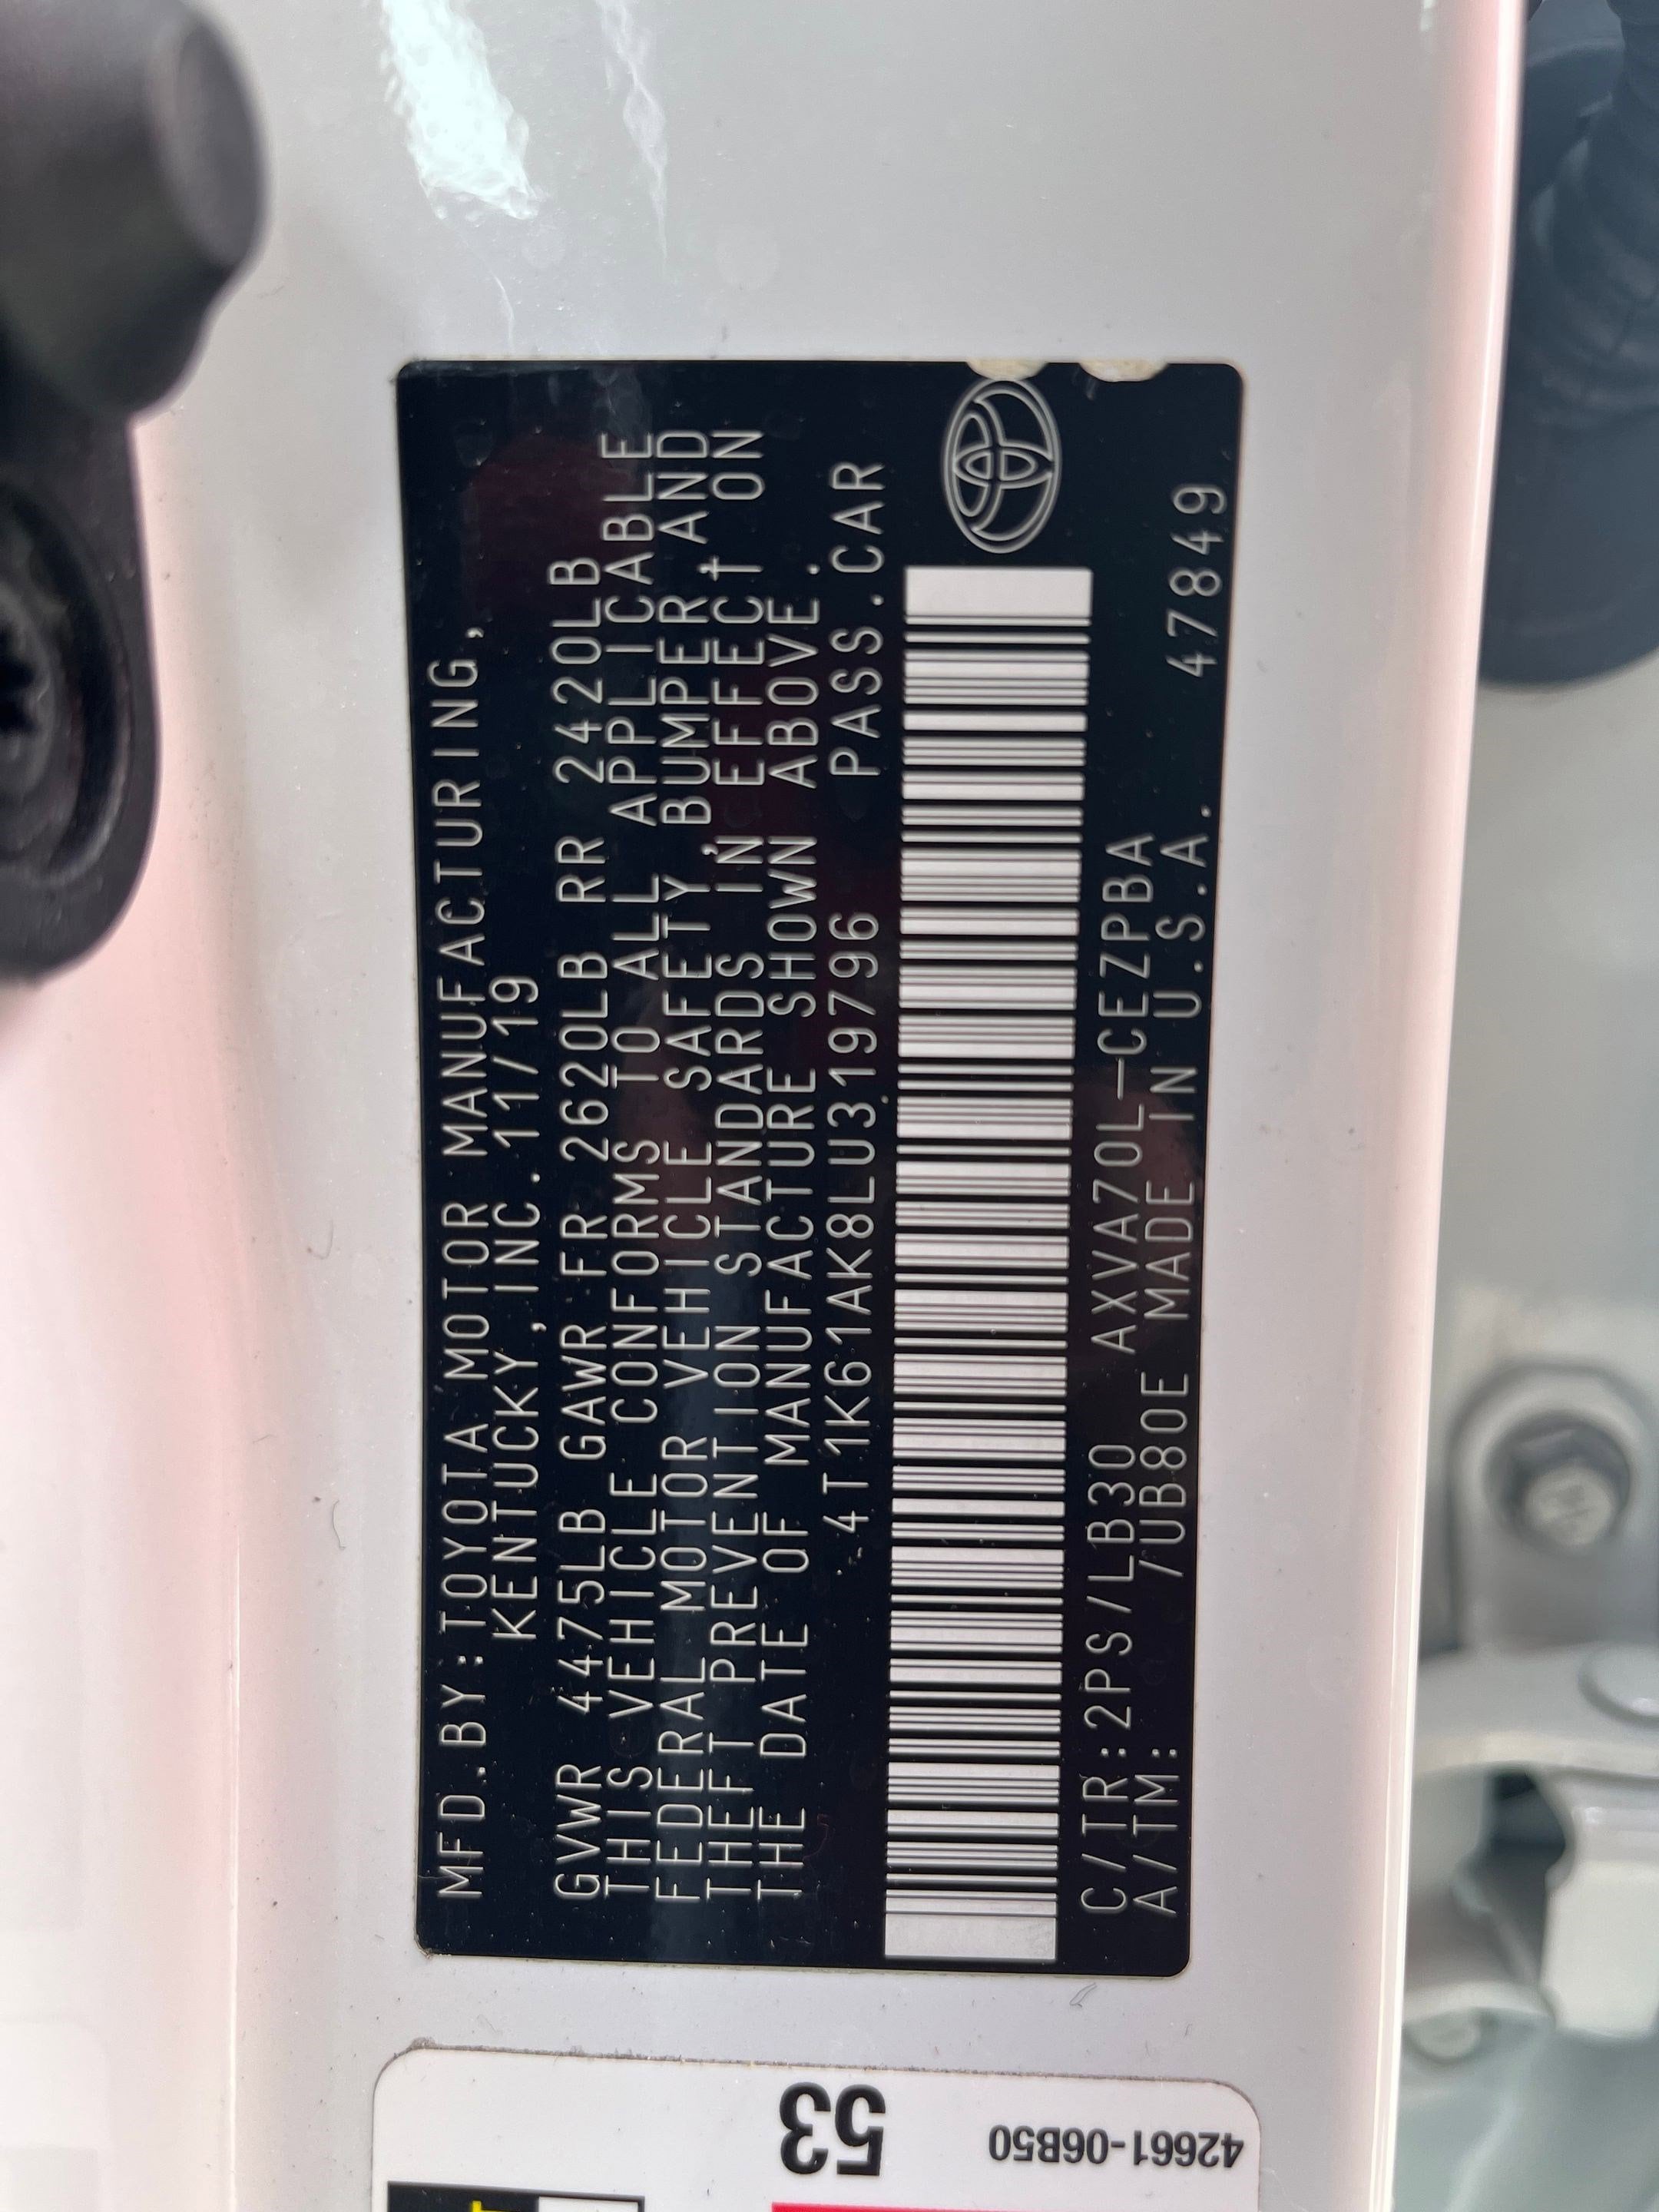 MFD.BY:TOYOTA MOTOR MANUFACTURING,
KENTUCKY,INC.11/19
GVWR 4475LB GAWR FR 2620LB RR 2420LB
THIS VEHICLE CONFORMS TO ALL APPLICABLE
FEDERAL MOTOR VEHICLE SAFETY,BUMPER,AND
THEFT PREVENTION STANDARDS IN EFFECT ON
THE DATE OF MANUFACTURE SHOWN ABOVE.
4T1K61AK8LU319796 PASS.CAR
C/TR:2PS/LB30 AXVA70L-CEZPBA
A/TM: /UB80E MADE IN U.S.A. 47849
53
42661-06B50